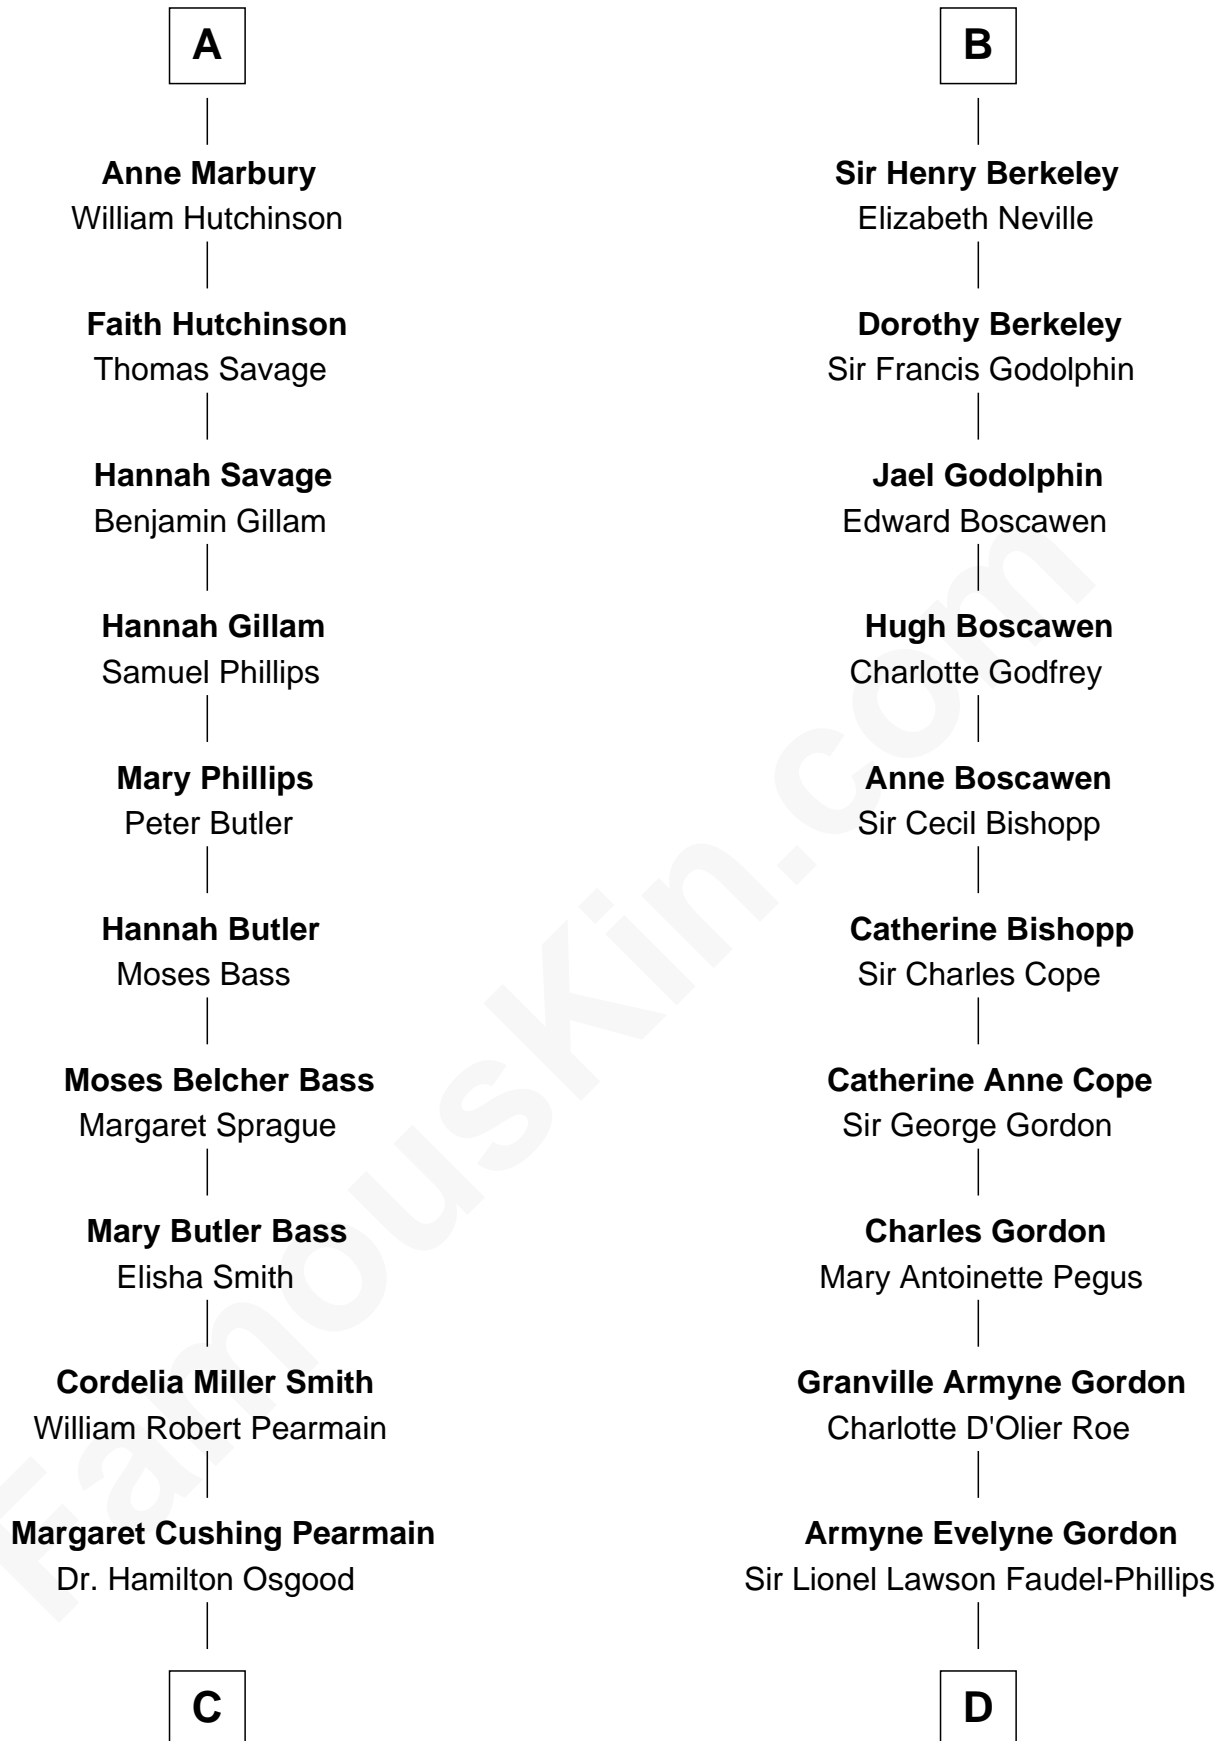 A
Anne Marbury
William Hutchinson
Faith Hutchinson
Thomas Savage
Hannah Savage
Benjamin Gillam
Hannah Gillam
Samuel Phillips
Mary Phillips
Peter Butler
Hannah Butler
Moses Bass
Moses Belcher Bass
Margaret Sprague
Mary Butler Bass
Elisha Smith
Cordelia Miller Smith
William Robert Pearmain
Margaret Cushing Pearmain
Dr. Hamilton Osgood
C
B
Sir Henry Berkeley
Elizabeth Neville
Dorothy Berkeley
Sir Francis Godolphin
Jael Godolphin
Edward Boscawen
Hugh Boscawen
Charlotte Godfrey
Anne Boscawen
Sir Cecil Bishopp
Catherine Bishopp
Sir Charles Cope
Catherine Anne Cope
Sir George Gordon
Charles Gordon
Mary Antoinette Pegus
Granville Armyne Gordon
Charlotte D'Olier Roe
Armyne Evelyne Gordon
Sir Lionel Lawson Faudel-Phillips
D
FamousKin.com